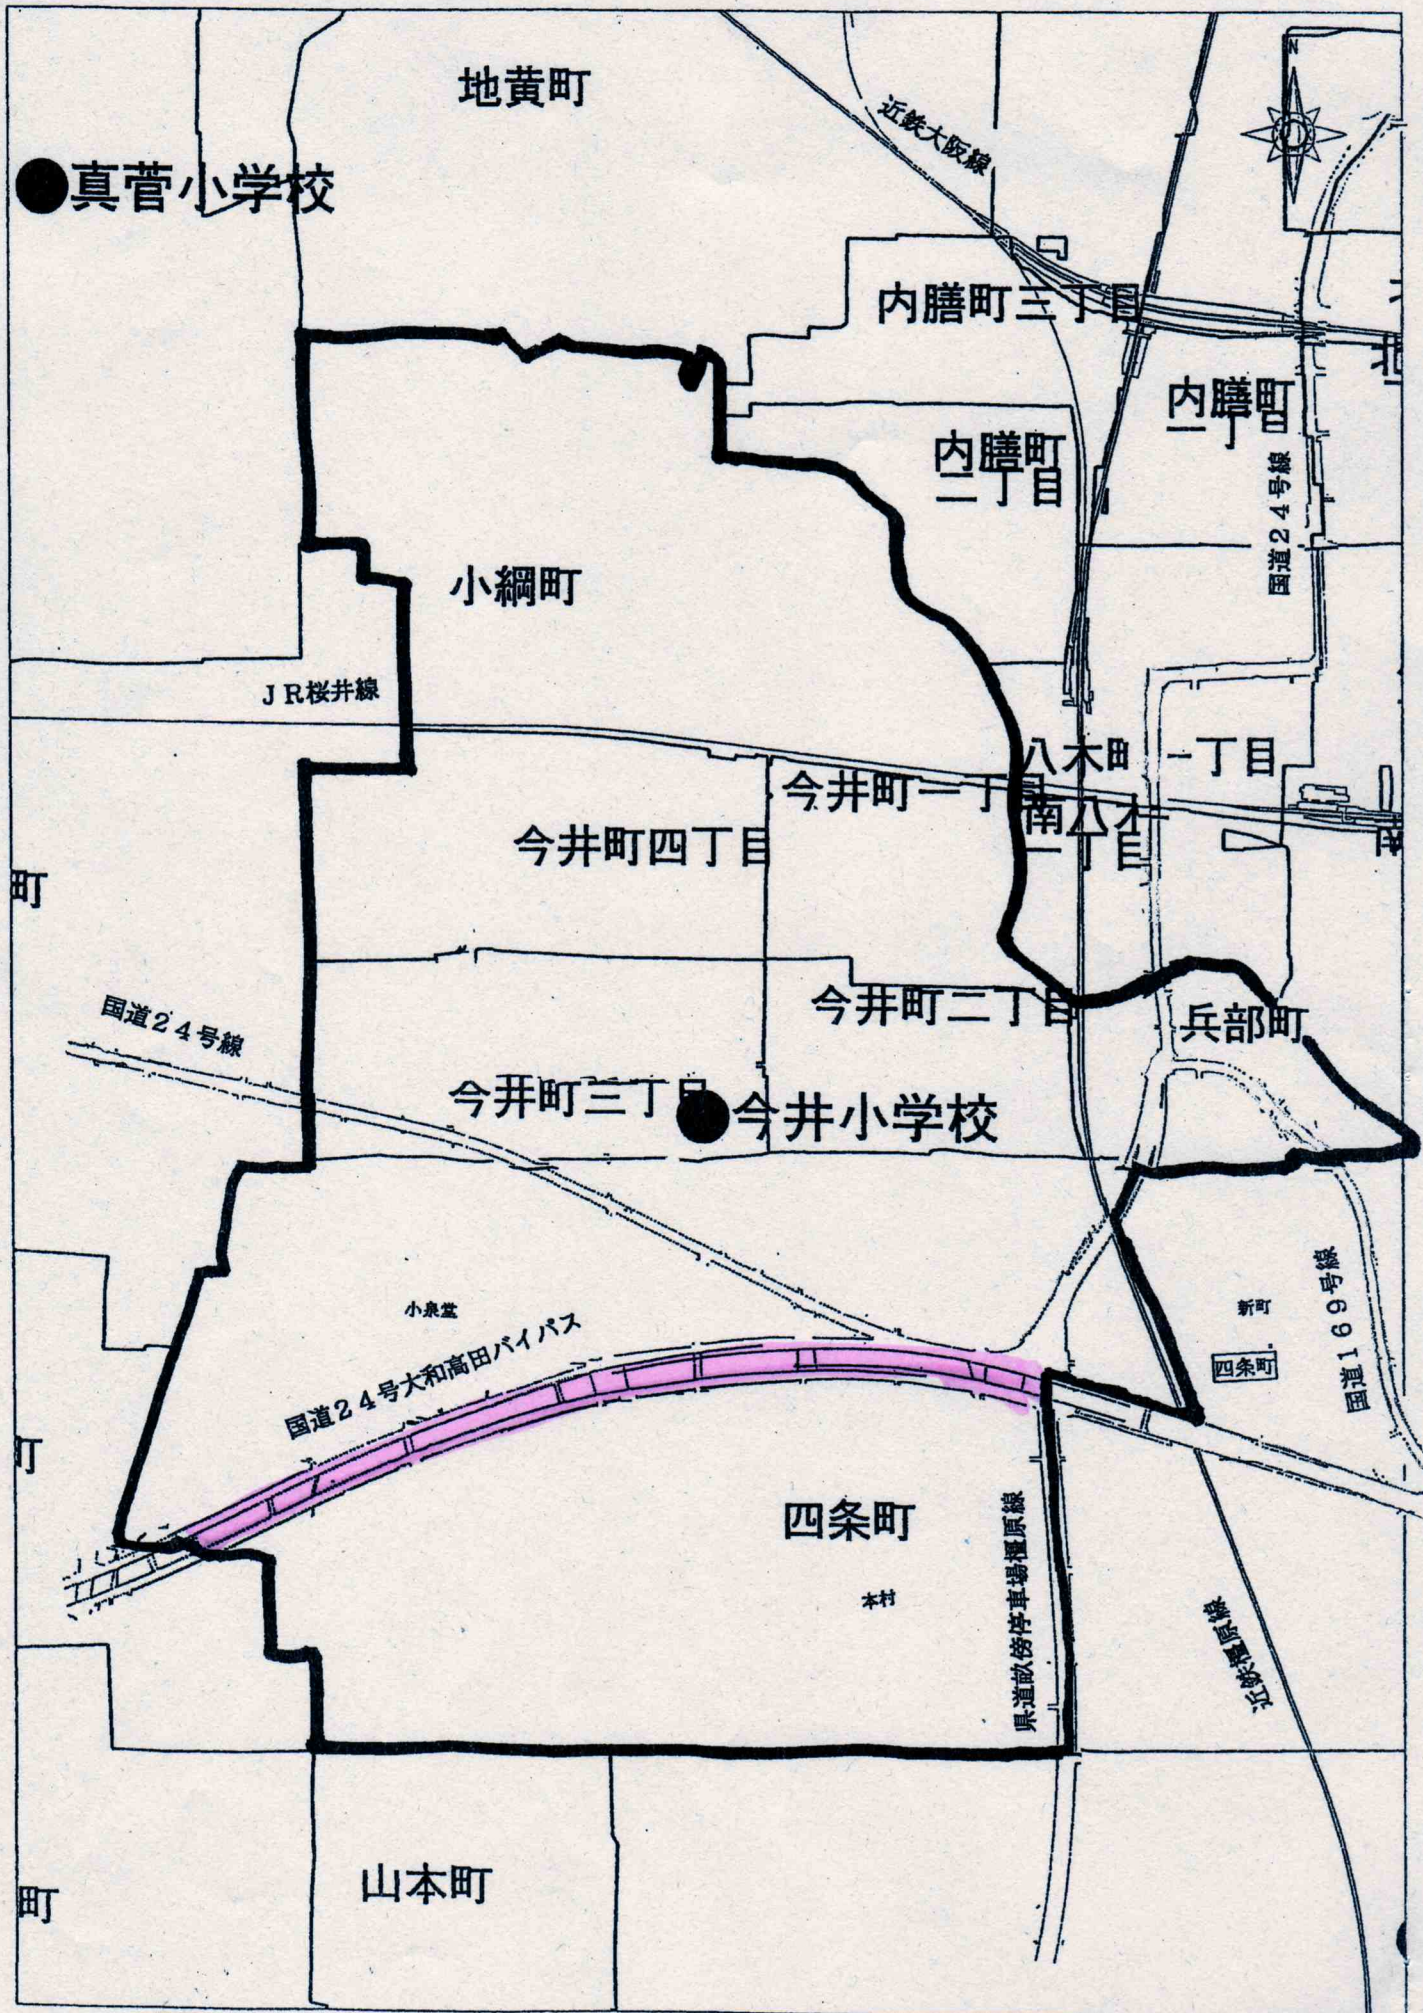 地黄町
近鉄大阪線
N
真菅小学校
内膳町三丁目
内膳町
一丁目
内膳町
二丁目
国道24号線
小綱町
JR桜井線
八木町一丁目
今井町一丁目
南八木
一丁目
今井町四丁目
町
今井町二丁目
兵部町
国道24号線
今井町三丁目
今井小学校
小泉堂
新町
国道169号線
国道24号大和高田バイパス
四条町
町
四条町
県道畝傍停車場橿原線
本村
近鉄橿原線
山本町
町